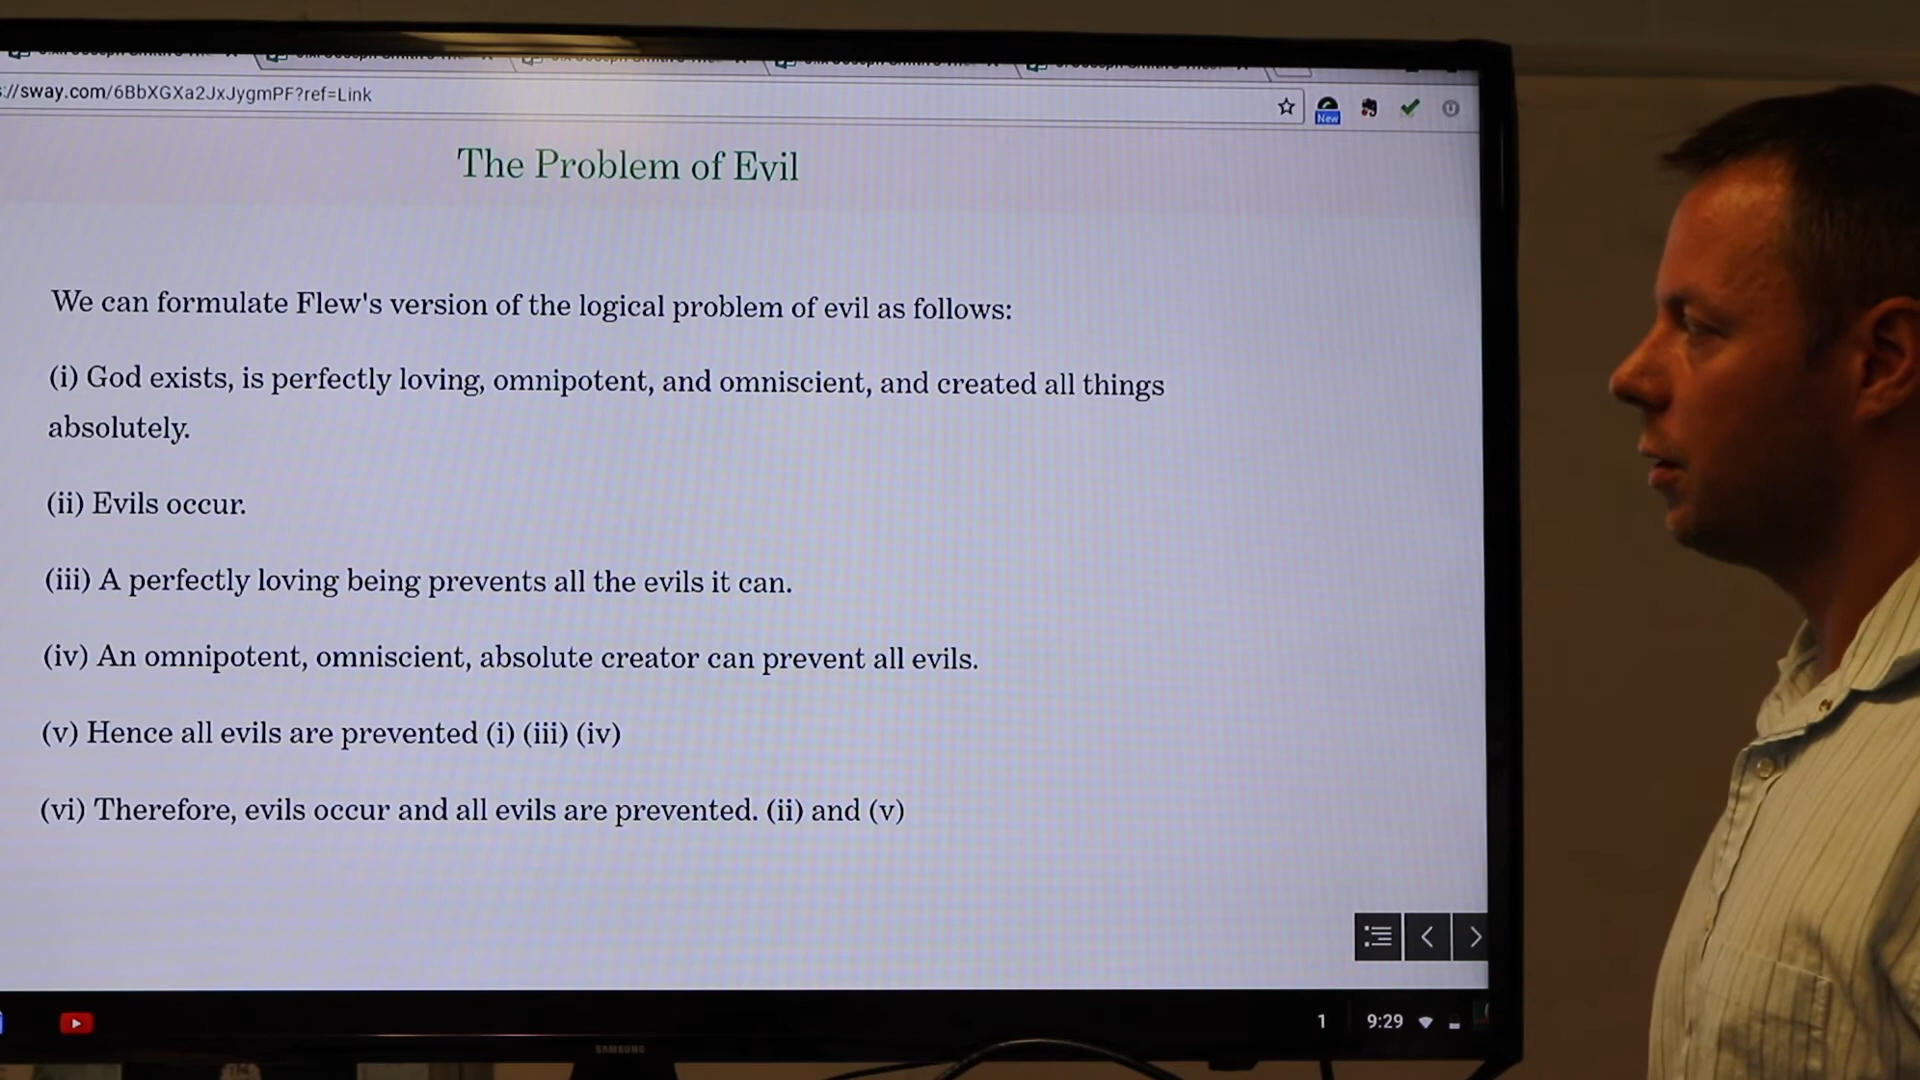 ://sway.com/6BbXGXa2JxJygmPF?ref=Link
New
The Problem of Evil
We can formulate Flew's version of the logical problem of evil as follows:
(i) God exists, is perfectly loving, omnipotent, and omniscient, and created all things
absolutely.
(ii) Evils occur.
(iii) A perfectly loving being prevents all the evils it can.
(iv) An omnipotent, omniscient, absolute creator can prevent all evils.
(v) Hence all evils are prevented (i) (iii) (iv)
(vi) Therefore, evils occur and all evils are prevented. (ii) and (v)
1 9:29
SAMSUNG